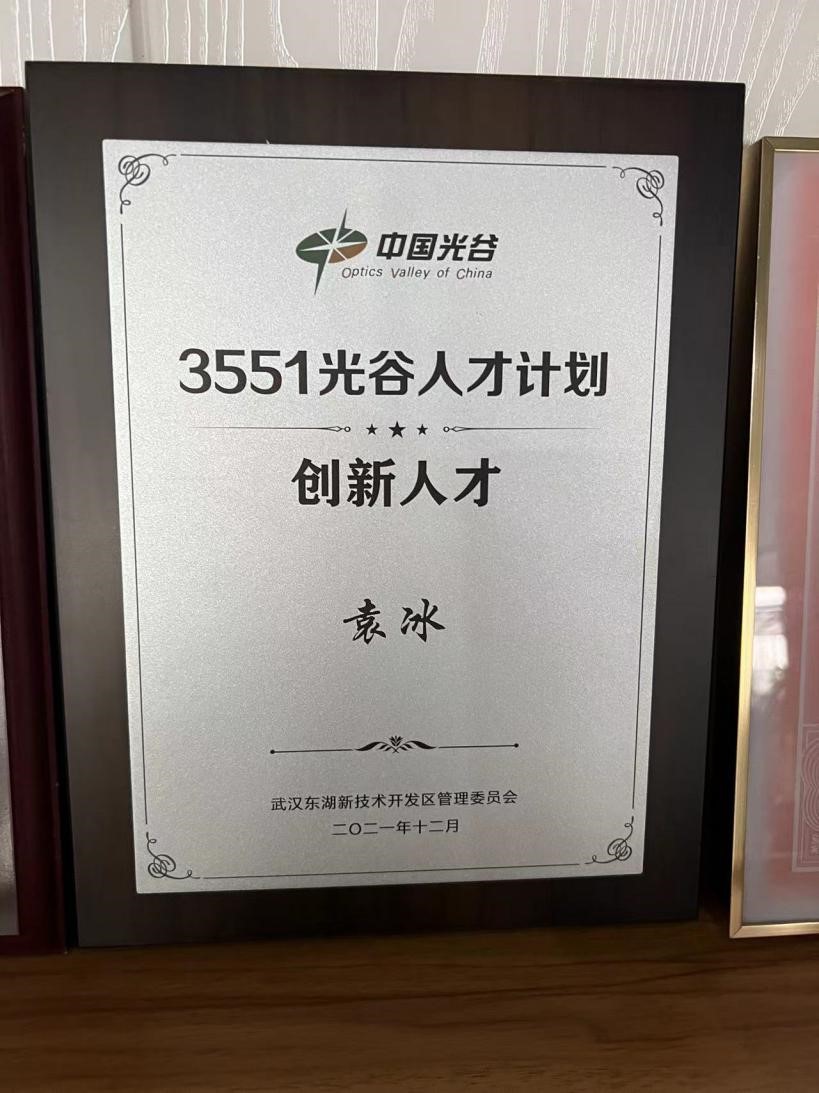 中国光谷
Optics Valley of China
3551光谷人才计划
创新人才
袁冰
武汉东湖新技术开发区管理委员会
二〇二一年十二月